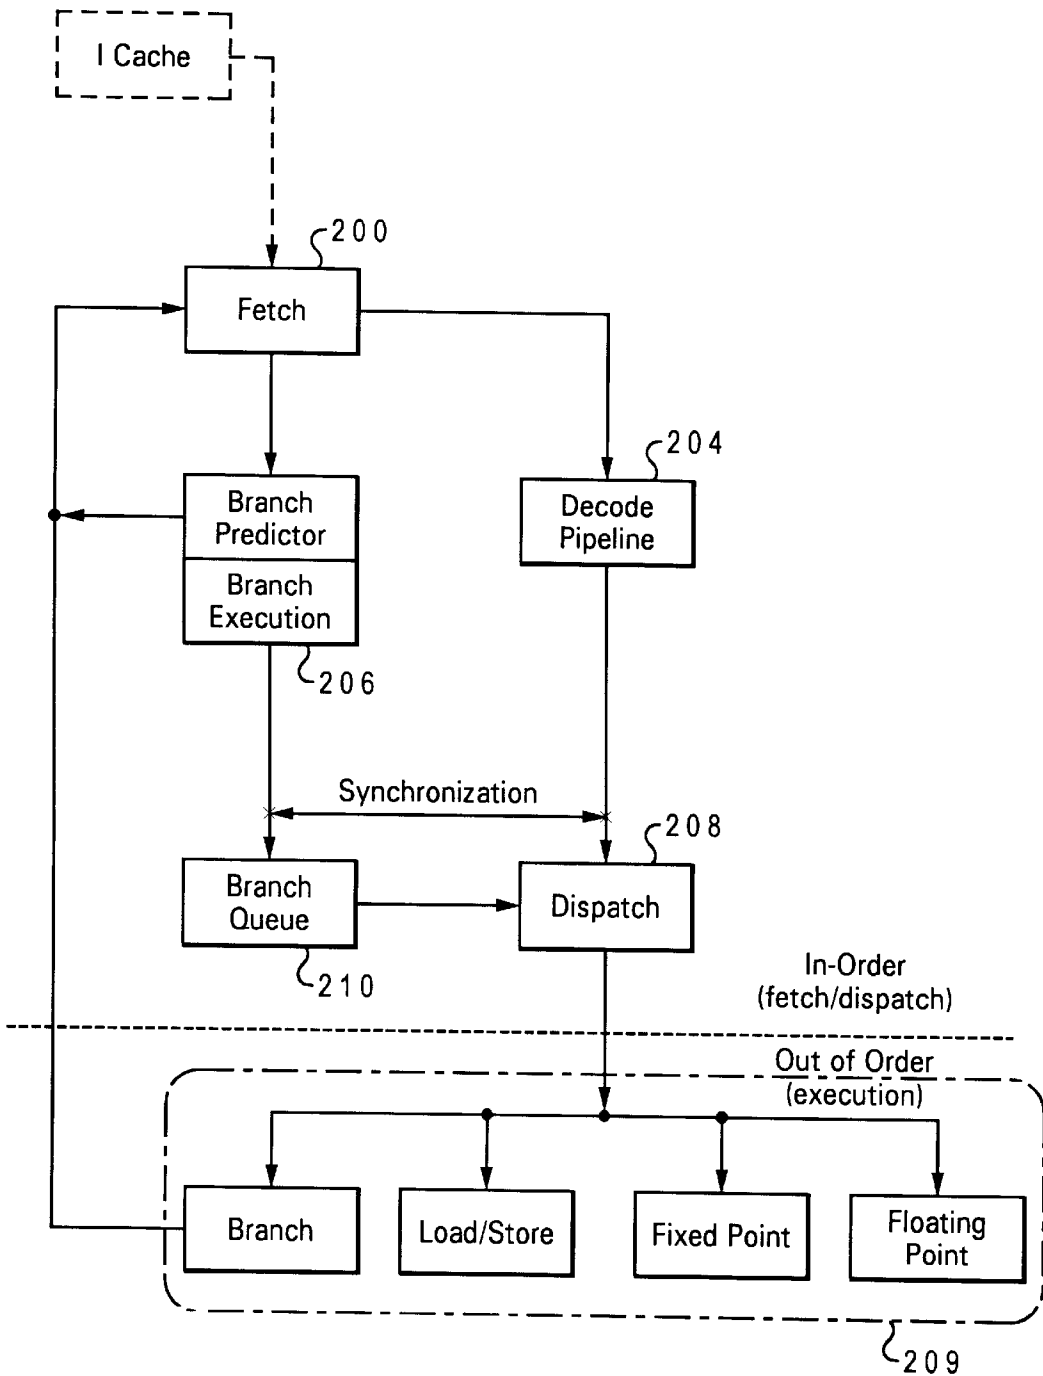 I Cache
200
Fetch
204
Branch
Predictor
Decode
Pipeline
Branch
Execution
206
Synchronization
208
Branch
Queue
Dispatch
210
In-Order
(fetch/dispatch)
Out of Order
(execution)
Branch
Load/Store
Fixed Point
Floating
Point
209